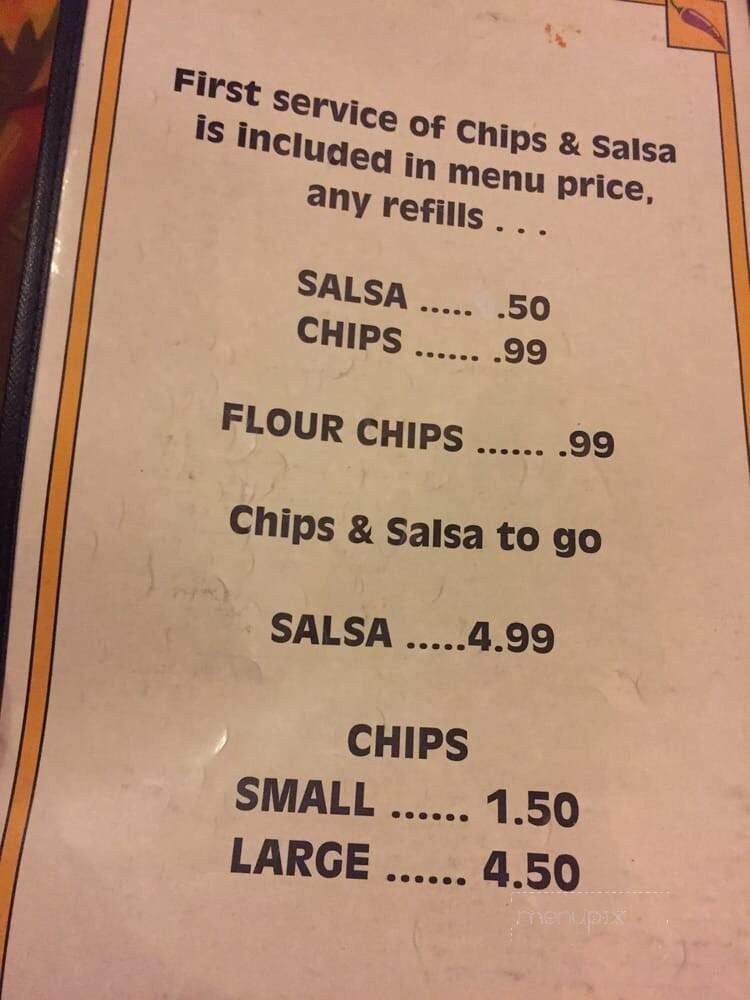 First service of Chips & Salsa
is included in menu price,
any refills . . .
SALSA ..... .50
CHIPS ...... .99
FLOUR CHIPS ...... .99
Chips & Salsa to go
SALSA .....4.99
CHIPS
SMALL ...... 1.50
LARGE ...... 4.50
menupix